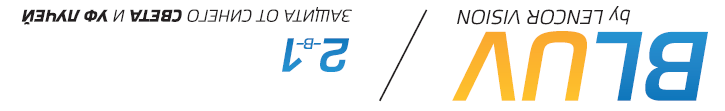 BLUV
by LENCOR VISION
2-в-1
ЗАЩИТА ОТ СИНЕГО СВЕТА И УФ ЛУЧЕЙ